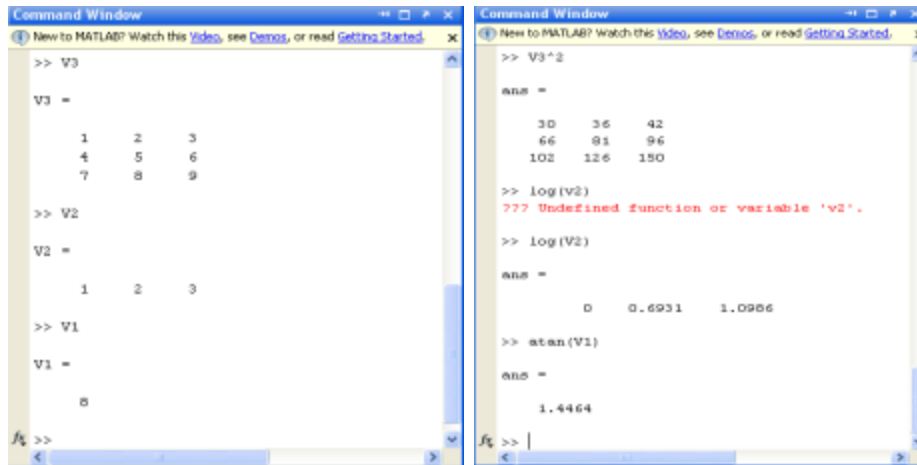 Command Window
New to MATLAB? Watch this Video, see Demos, or read Getting Started.
>> V3
V3 =
1 2 3
4 5 6
7 8 9
>> V2
V2 =
1 2 3
>> V1
V1 =
8
fx >>
Command Window
New to MATLAB? Watch this Video, see Demos, or read Getting Started.
>> V3^2
ans =
30 36 42
66 81 96
102 126 150
>> log(v2)
??? Undefined function or variable 'v2'.
>> log(V2)
ans =
0 0.6931 1.0986
>> atan(V1)
ans =
1.4464
fx >>